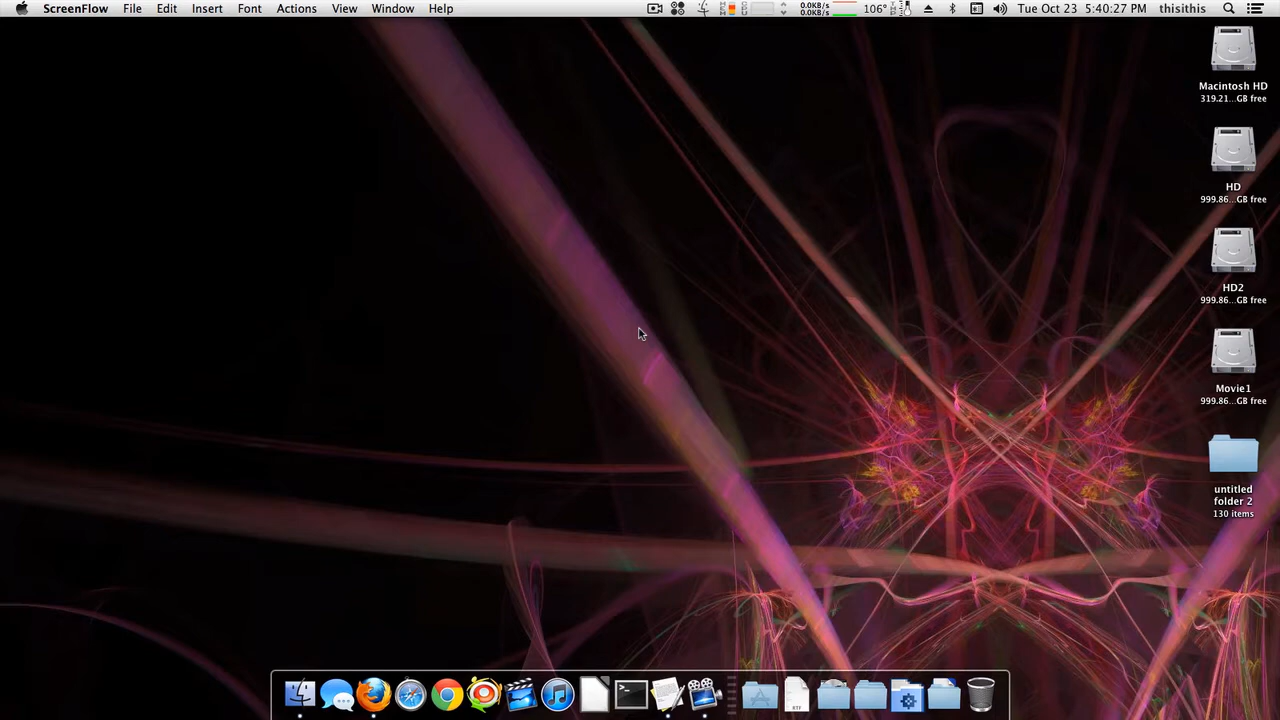 ScreenFlow File Edit Insert Font Actions View Window Help 0.0KB/s 106° Tue Oct 23 5:40:27 PM thisithis
0.0KB/s
Macintosh HD
319.21...GB free
HD
999.86...GB free
HD2
999.86...GB free
Movie1
999.86...GB free
untitled
folder 2
130 items
RTF